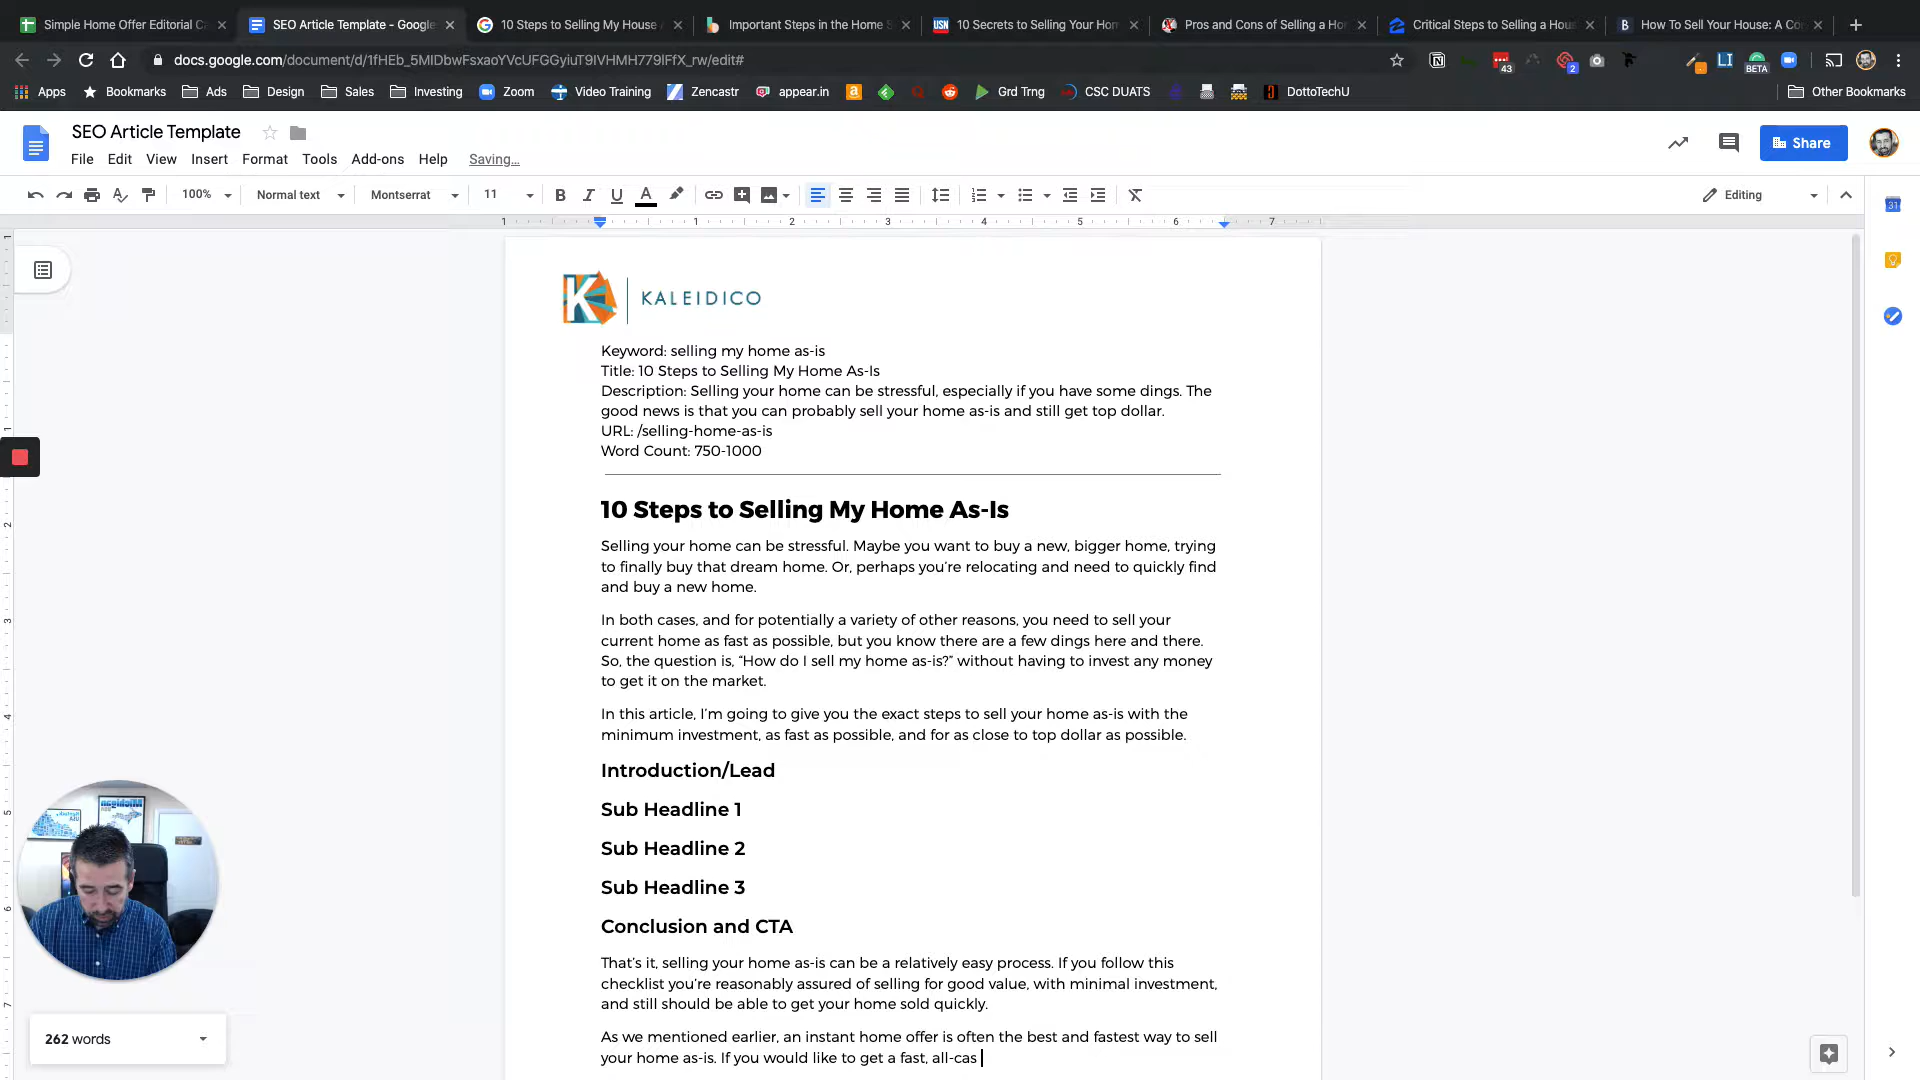 Simple Home Offer Editorial Ca
SEO Article Template - Google
10 Steps to Selling My House
Important Steps in the Home S
USN 10 Secrets to Selling Your Hom
Pros and Cons of Selling a Ho
Critical Steps to Selling a Hous
B How To Sell Your House: A Co
docs.google.com/document/d/1fHEb_5MlDbwFsxaoYVcUFGGyiuT9IVHMH779lFfX_rw/edit#
43
LI
BETA
2
Apps Bookmarks Ads Design Sales Investing Zoom Video Training Zencastr appear.in Grd Trng CSC DUATS DottoTechU Other Bookmarks
SEO Article Template
File Edit View Insert Format Tools Add-ons Help Saving...
Share
100% Normal text Montserrat 11 B I U A Editing
1 1 2 3 4 5 6 7
31
K KALEIDICO
Keyword: selling my home as-is
Title: 10 Steps to Selling My Home As-Is
Description: Selling your home can be stressful, especially if you have some dings. The
good news is that you can probably sell your home as-is and still get top dollar.
URL: /selling-home-as-is
Word Count: 750-1000
10 Steps to Selling My Home As-Is
Selling your home can be stressful. Maybe you want to buy a new, bigger home, trying
to finally buy that dream home. Or, perhaps you’re relocating and need to quickly find
and buy a new home.
In both cases, and for potentially a variety of other reasons, you need to sell your
current home as fast as possible, but you know there are a few dings here and there.
So, the question is, “How do I sell my home as-is?” without having to invest any money
to get it on the market.
In this article, I’m going to give you the exact steps to sell your home as-is with the
minimum investment, as fast as possible, and for as close to top dollar as possible.
Introduction/Lead
Sub Headline 1
Sub Headline 2
Sub Headline 3
Conclusion and CTA
That’s it, selling your home as-is can be a relatively easy process. If you follow this
checklist you’re reasonably assured of selling for good value, with minimal investment,
and still should be able to get your home sold quickly.
As we mentioned earlier, an instant home offer is often the best and fastest way to sell
your home as-is. If you would like to get a fast, all-cas
262 words